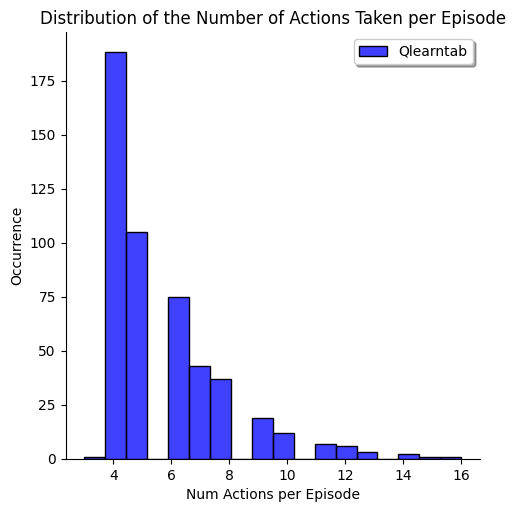 Distribution of the Number of Actions Taken per Episode
Qlearntab
175
150
125
100
75
50
25
0
Occurrence
4 6 8 10 12 14 16
Num Actions per Episode